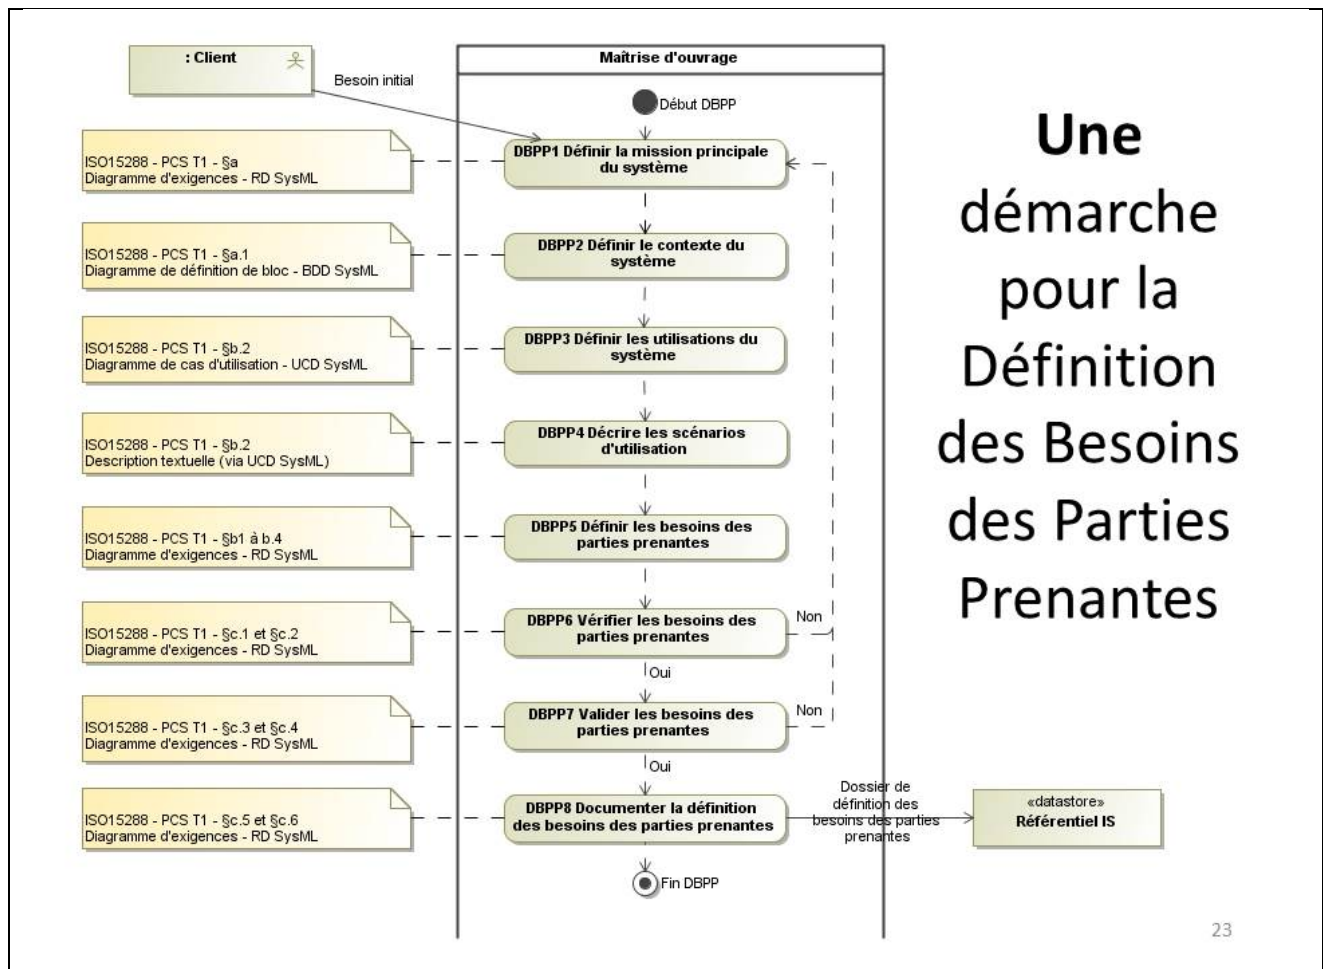 : Client
Besoin initial
Maîtrise d'ouvrage
Début DBPP
ISO15288 - PCS T1 - §a
Diagramme d'exigences - RD SysML
DBPP1 Définir la mission principale
du système
ISO15288 - PCS T1 - §a.1
Diagramme de définition de bloc - BDD SysML
DBPP2 Définir le contexte du
système
ISO15288 - PCS T1 - §b.2
Diagramme de cas d'utilisation - UCD SysML
DBPP3 Définir les utilisations du
système
ISO15288 - PCS T1 - §b.2
Description textuelle (via UCD SysML)
DBPP4 Décrire les scénarios
d'utilisation
ISO15288 - PCS T1 - §b1 à b.4
Diagramme d'exigences - RD SysML
DBPP5 Définir les besoins des
parties prenantes
ISO15288 - PCS T1 - §c.1 et §c.2
Diagramme d'exigences - RD SysML
DBPP6 Vérifier les besoins des
parties prenantes
Non
Oui
ISO15288 - PCS T1 - §c.3 et §c.4
Diagramme d'exigences - RD SysML
DBPP7 Valider les besoins des
parties prenantes
Non
Oui
ISO15288 - PCS T1 - §c.5 et §c.6
Diagramme d'exigences - RD SysML
DBPP8 Documenter la définition
des besoins des parties prenantes
Dossier de
définition des
besoins des parties
prenantes
«datastore»
Référentiel IS
Fin DBPP
Une
démarche
pour la
Définition
des Besoins
des Parties
Prenantes
23